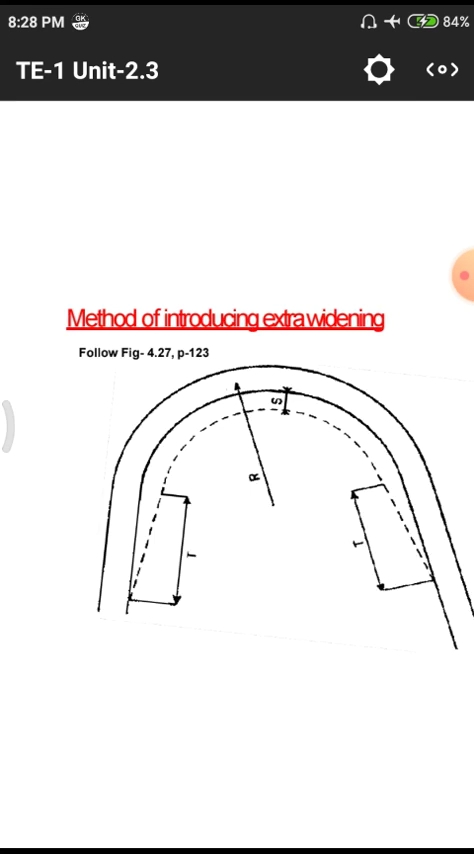 8:28 PM
84%
TE-1 Unit-2.3
Method of introducing extra widening
Follow Fig- 4.27, p-123
S
R
T
T